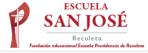 ESCUELA
SAN JOSÉ
Recoleta
Fundación educacional Escuela Providencia de Recoleta